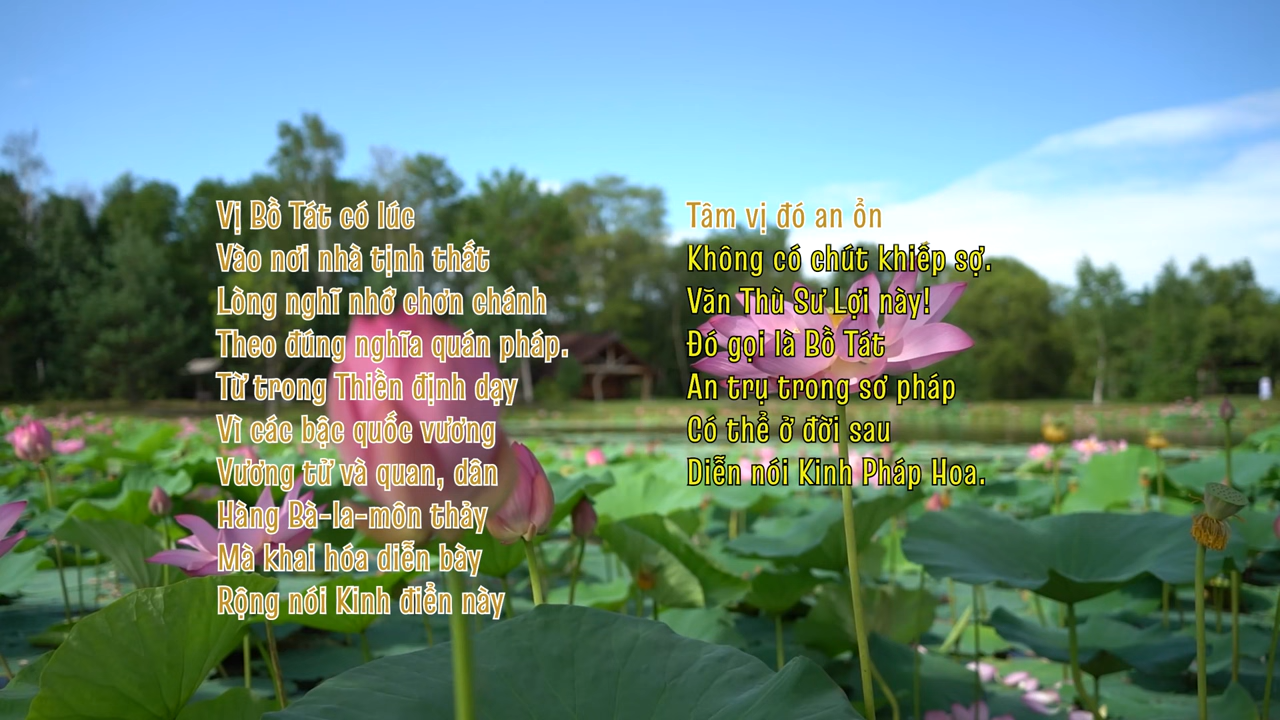 Vị Bồ Tát có lúc
Vào nơi nhà tịnh thất
Lòng nghĩ nhớ chơn chánh
Theo đúng nghĩa quán pháp.
Từ trong Thiền định dạy
Vì các bậc quốc vương
Vương tử và quan, dân
Hàng Bà-la-môn thảy
Mà khai hóa diễn bày
Rộng nói Kinh điển này
Tâm vị đó an ổn
Không có chút khiếp sợ.
Văn Thù Sư Lợi này!
Đó gọi là Bồ Tát
An trụ trong sơ pháp
Có thể ở đời sau
Diễn nói Kinh Pháp Hoa.